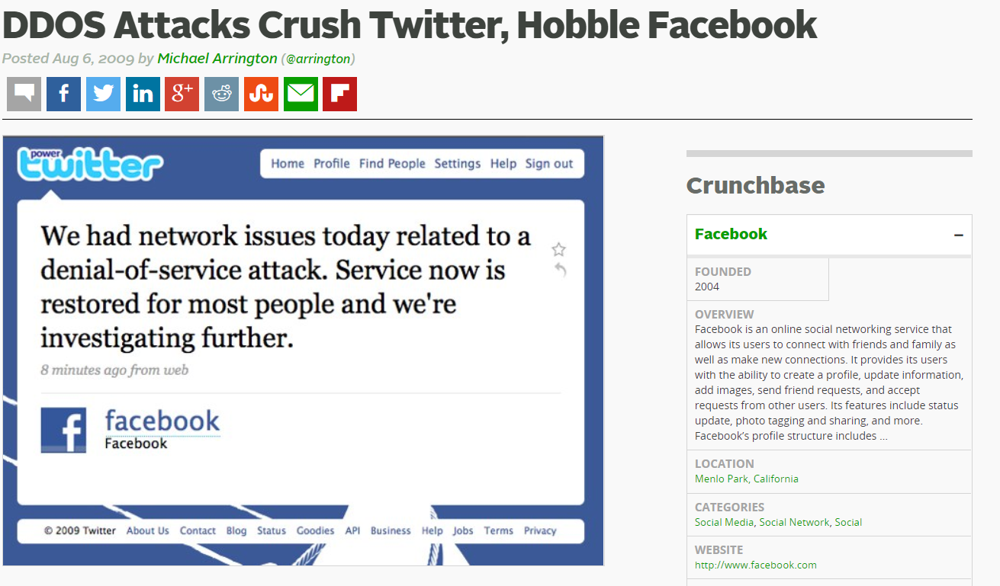 DDOS Attacks Crush Twitter, Hobble Facebook
Posted Aug 6, 2009 by Michael Arrington (@arrington)
f
in
g+
power
twitter
Home Profile Find People Settings Help Sign out
We had network issues today related to a
denial-of-service attack. Service now is
restored for most people and we're
investigating further.
8 minutes ago from web
f
facebook
Facebook
© 2009 Twitter About Us Contact Blog Status Goodies API Business Help Jobs Terms Privacy
Crunchbase
Facebook –
FOUNDED
2004
OVERVIEW
Facebook is an online social networking service that
allows its users to connect with friends and family as
well as make new connections. It provides its users
with the ability to create a profile, update information,
add images, send friend requests, and accept
requests from other users. Its features include status
update, photo tagging and sharing, and more.
Facebook’s profile structure includes ...
LOCATION
Menlo Park, California
CATEGORIES
Social Media, Social Network, Social
WEBSITE
http://www.facebook.com